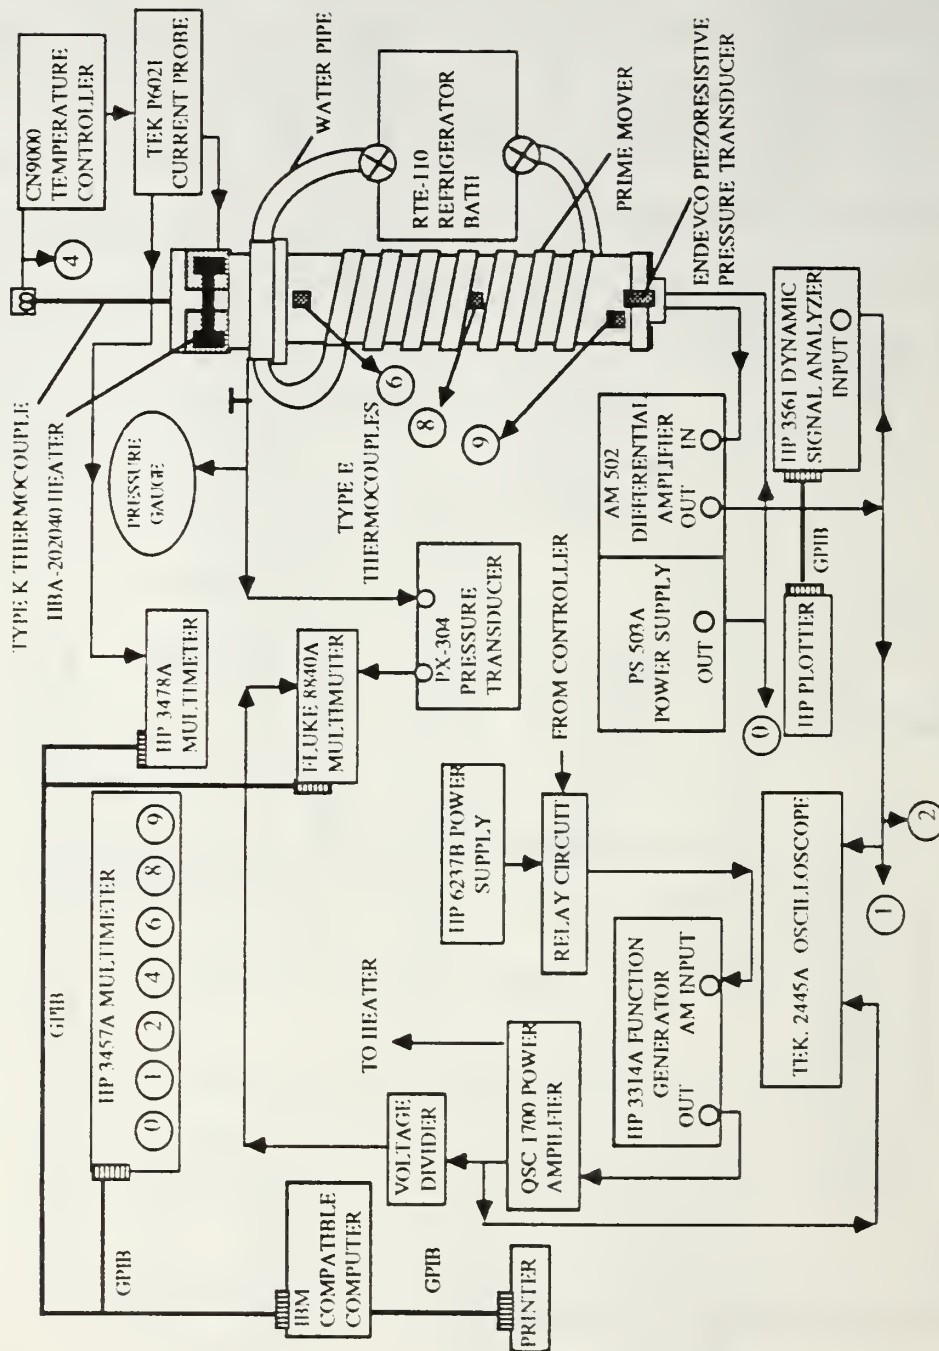 GPIB
GPIB
HP 3457A MULTIMETER
0 1 2 4 6 8 9
HP 3478A
MULTIMETER
TYPE K THERMOCOUPLE
HBA-202040 HEATER
CN9000
TEMPERATURE
CONTROLLER
4
TEK P6021
CURRENT PROBE
PRESSURE
GAUGE
WATER PIPE
IBM
COMPATIBLE
COMPUTER
GPIB
PRINTER
VOLTAGE
DIVIDER
TO HEATER
FLUKE 8840A
MULTIMUTER
PX-304
PRESSURE
TRANSDUCER
TYPE E
THERMOCOUPLES
6
8
9
RTE-110
REFRIGERATOR
BATH
PRIME MOVER
ENDEVCO PIEZORESISTIVE
PRESSURE TRANSDUCER
QSC 1700 POWER
AMPILFIER
HP 6237B POWER
SUPPLY
FROM CONTROLLER
RELAY CIRCUIT
HP 3314A FUNCTION
GENERATOR
OUT AM INPUT
PS 503A
POWER SUPPLY
OUT
AM 502
DIFFERENTIAL
AMPLIFIER
OUT IN
0
HP PLOTTER
GPIB
HP 3561 DYNAMIC
SIGNAL ANALYZER
INPUT
TEK. 2445A OSCILLOSCOPE
1
2